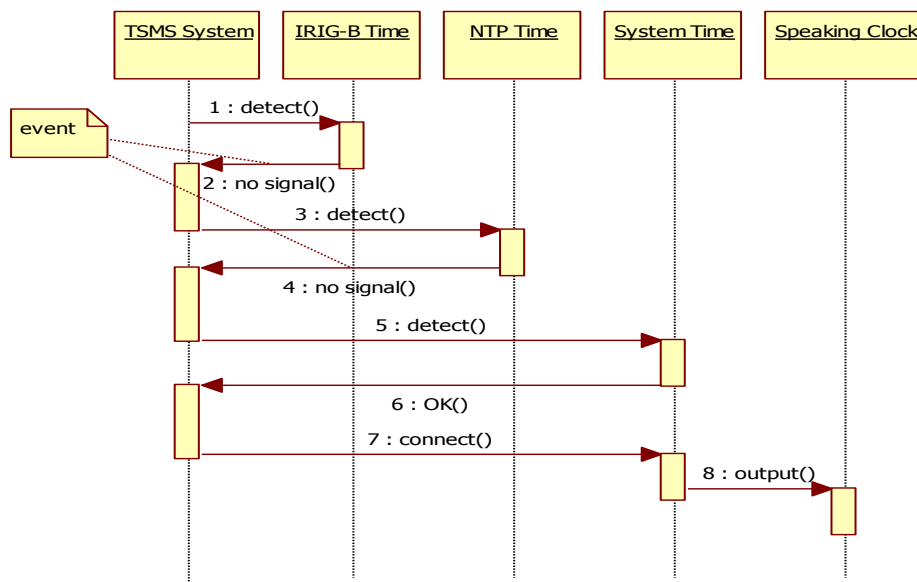 TSMS System
IRIG-B Time
NTP Time
System Time
Speaking Clock
1 : detect()
event
2 : no signal()
3 : detect()
4 : no signal()
5 : detect()
6 : OK()
7 : connect()
8 : output()